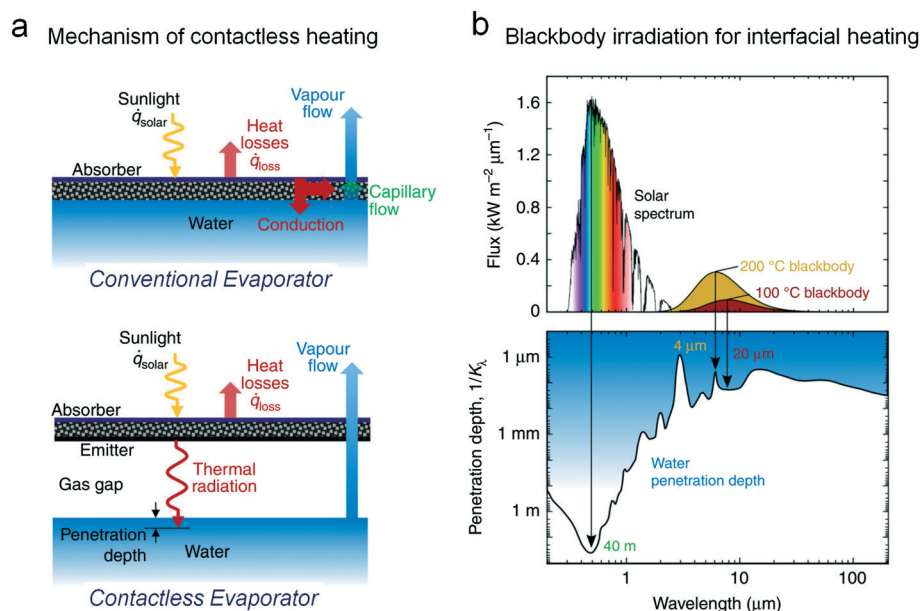 a Mechanism of contactless heating
Sunlight
q̇solar
Vapour
flow
Heat
losses
q̇loss
Absorber
Capillary
flow
Water
Conduction
Conventional Evaporator
Sunlight
q̇solar
Vapour
flow
Heat
losses
q̇loss
Absorber
Emitter
Thermal
radiation
Gas gap
Penetration
depth
Water
Contactless Evaporator
b Blackbody irradiation for interfacial heating
Flux (kW m⁻² μm⁻¹)
1.6
1.2
0.8
0.4
0
Solar
spectrum
200 °C blackbody
100 °C blackbody
Penetration depth, 1/Kλ
1 μm
1 mm
1 m
4 μm
20 μm
Water
penetration depth
40 m
1
10
100
Wavelength (μm)